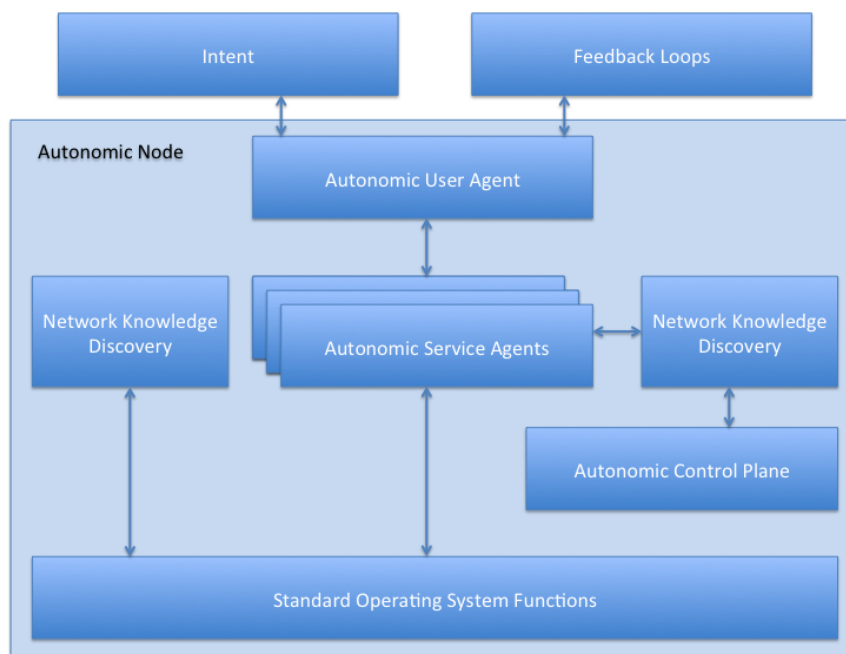 Intent
Feedback Loops
Autonomic Node
Autonomic User Agent
Network Knowledge
Discovery
Autonomic Service Agents
Network Knowledge
Discovery
Autonomic Control Plane
Standard Operating System Functions